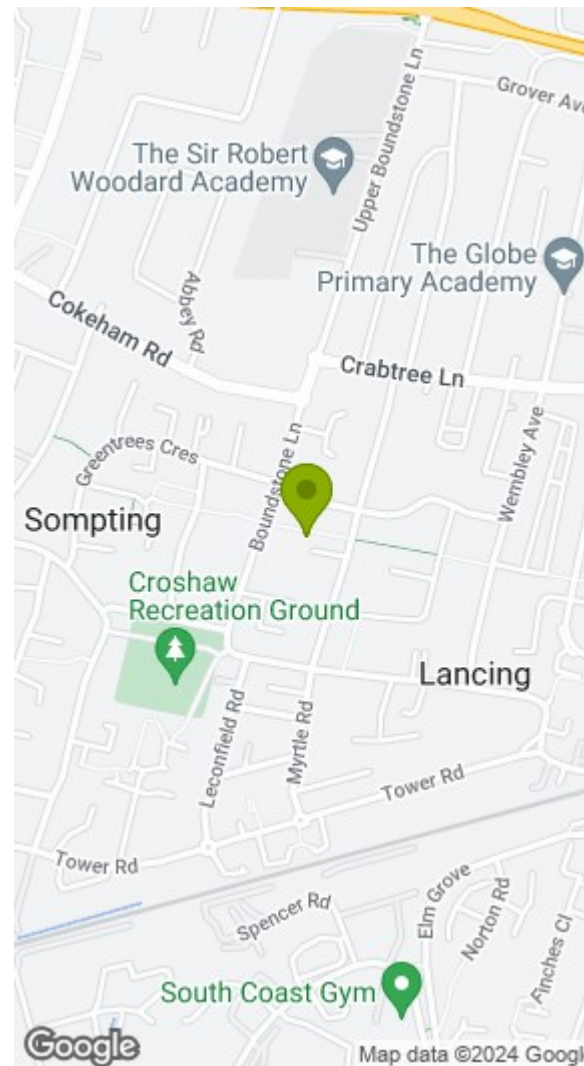 Grover Ave
The Sir Robert
Woodard Academy
Upper Boundstone Ln
The Globe
Primary Academy
Abbey Rd
Cokeham Rd
Crabtree Ln
Greentrees Cres
Boundstone Ln
Wembley Ave
Sompting
Croshaw
Recreation Ground
Lancing
Leconfield Rd
Myrtle Rd
Tower Rd
Tower Rd
Spencer Rd
Elm Grove
Norton Rd
Finches Cl
South Coast Gym
Google
Map data ©2024 Google